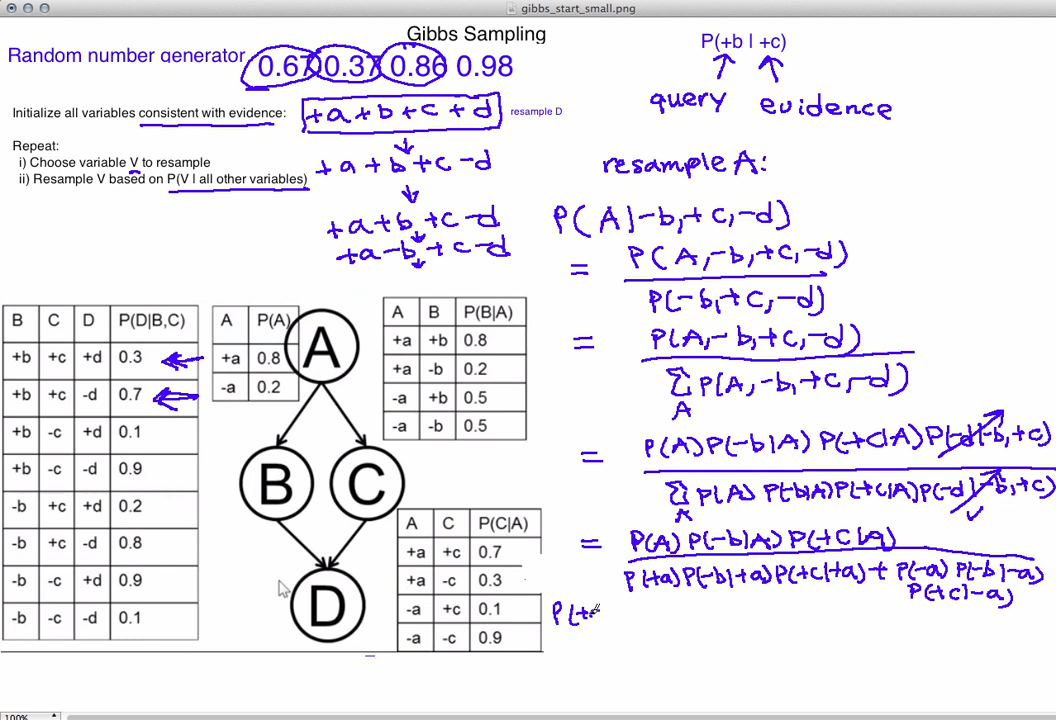 gibbs_start_small.png
Gibbs Sampling
Random number generator
0.67 0.37 0.86 0.98
P(+b | +c)
query evidence
Initialize all variables consistent with evidence:
+a +b +c +d
resample D
Repeat:
i) Choose variable V to resample
ii) Resample V based on P(V | all other variables)
+a +b +c -d
+a +b +c -d
+a -b +c -d
resample A:
P(A|-b,+c,-d)
= P(A,-b,+c,-d)
P(-b,+c,-d)
= P(A,-b,+c,-d)
∑ P(A,-b,+c,-d)
A
= P(A) P(-b|A) P(+c|A) P(-d|-b,+c)
∑ P(A) P(-b|A) P(+c|A) P(-d|-b,+c)
A
= P(A) P(-b|A) P(+c|A)
P(+a) P(-b|+a) P(+c|+a) + P(-a) P(-b|-a)
P(+c|-a)
P(+
B C D P(D|B,C)
+b +c +d 0.3
+b +c -d 0.7
+b -c +d 0.1
+b -c -d 0.9
-b +c +d 0.2
-b +c -d 0.8
-b -c +d 0.9
-b -c -d 0.1
A P(A)
+a 0.8
-a 0.2
A
B
C
D
A B P(B|A)
+a +b 0.8
+a -b 0.2
-a +b 0.5
-a -b 0.5
A C P(C|A)
+a +c 0.7
+a -c 0.3
-a +c 0.1
-a -c 0.9
100%